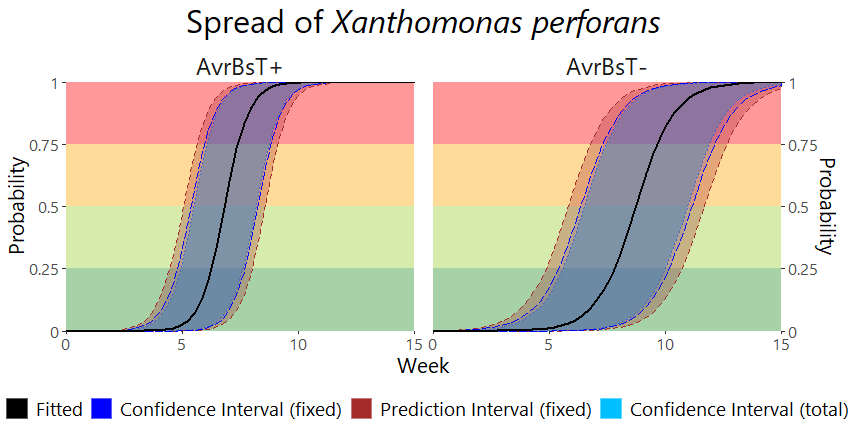 Spread of Xanthomonas perforans
AvrBsT+
AvrBsT-
Probability
1
0.75
0.5
0.25
0
0
5
10
15
0
5
10
15
1
0.75
0.5
0.25
0
Probability
Week
Fitted
Confidence Interval (fixed)
Prediction Interval (fixed)
Confidence Interval (total)